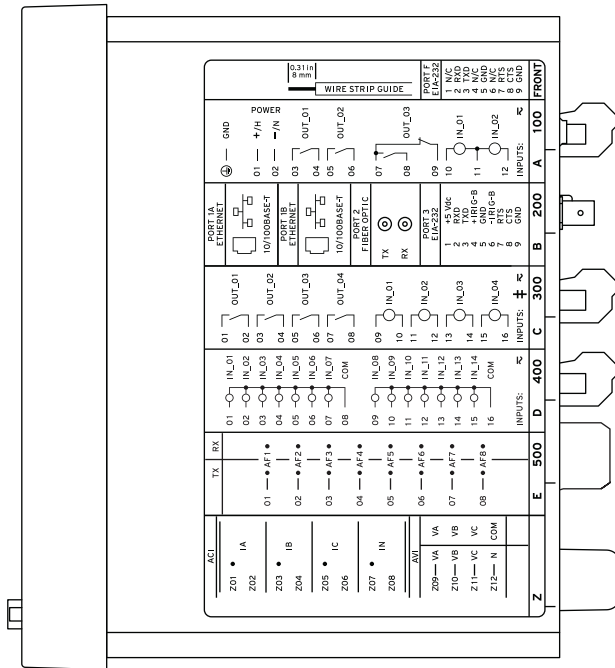 ACI
Z01
IA
Z02
Z03
IB
Z04
Z05
IC
Z06
Z07
IN
Z08
AVI
Z09 VA VA
Z10 VB VB
Z11 VC VC
Z12 N COM
Z
TX RX
01 AF1
02 AF2
03 AF3
04 AF4
05 AF5
06 AF6
07 AF7
08 AF8
E 500
01 IN_01
02 IN_02
03 IN_03
04 IN_04
05 IN_05
06 IN_06
07 IN_07
08 COM
09 IN_08
10 IN_09
11 IN_10
12 IN_11
13 IN_12
14 IN_13
15 IN_14
16 COM
INPUTS:
D 400
01
OUT_01
02
03
OUT_02
04
05
OUT_03
06
07
OUT_04
08
09
IN_01
10
11
IN_02
12
13
IN_03
14
15
IN_04
16
INPUTS:
C 300
PORT 1A
ETHERNET
10/100BASE-T
PORT 1B
ETHERNET
10/100BASE-T
PORT 2
FIBER OPTIC
TX
RX
PORT 3
EIA-232
1 +5 Vdc
2 RXD
3 TXD
4 +IRIG-B
5 GND
6 -IRIG-B
7 RTS
8 CTS
9 GND
B 200
GND
POWER
01 +/H
02 -/N
03
OUT_01
04
05
OUT_02
06
07
OUT_03
08
09
10
IN_01
11
IN_02
12
INPUTS:
A 100
0.31 in
8 mm
WIRE STRIP GUIDE
PORT F
EIA-232
1 N/C
2 RXD
3 TXD
4 N/C
5 GND
6 N/C
7 RTS
8 CTS
9 GND
FRONT